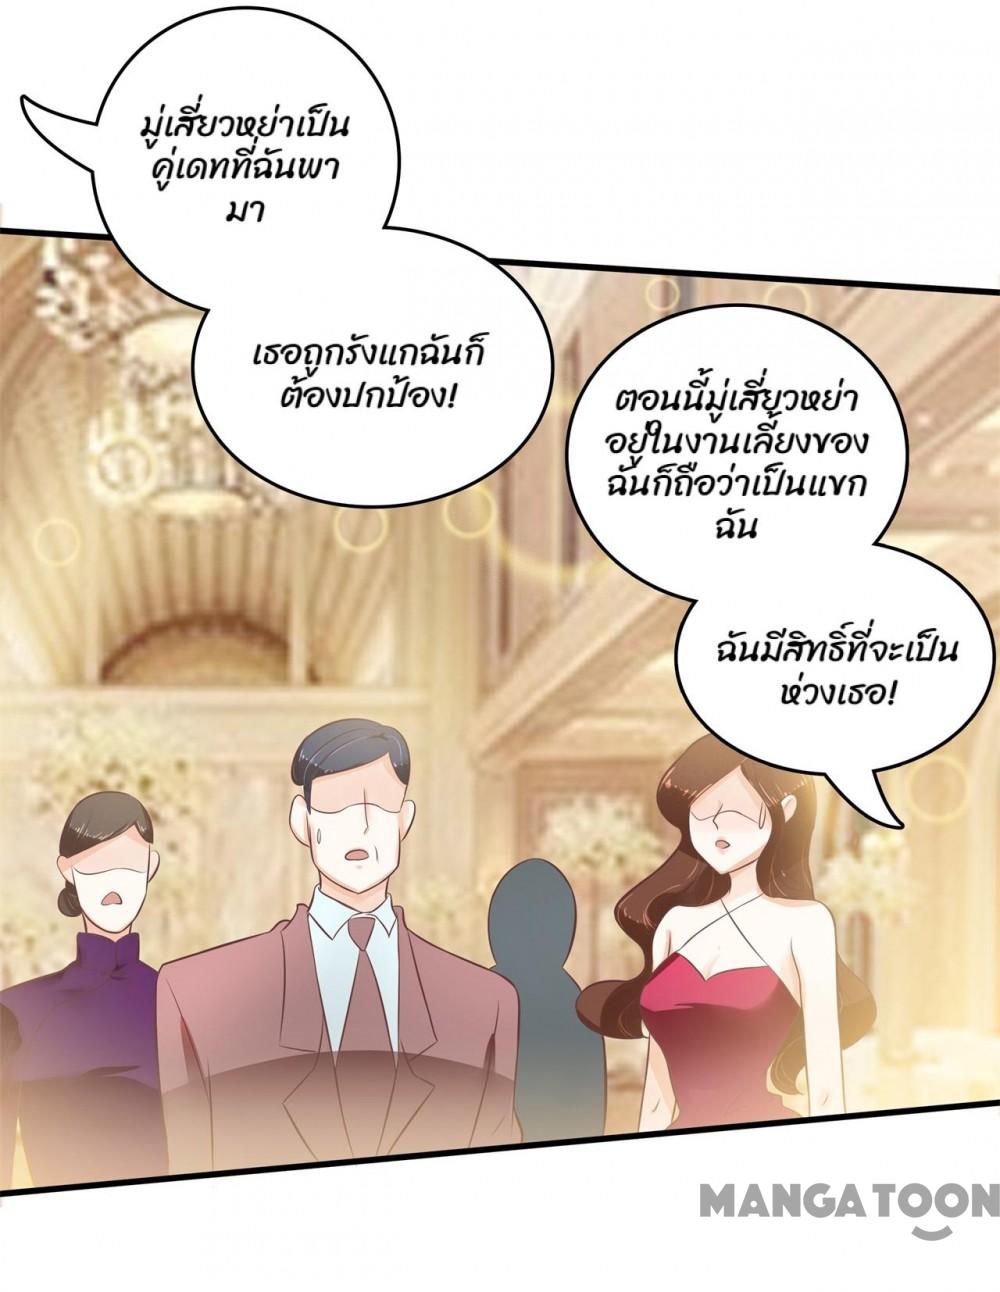 มู่เสี่ยวหย่าเป็น
คู่เดทที่ฉันพา
มา
เธอถูกรังแกฉันก็
ต้องปกป้อง!
ตอนนี้มู่เสี่ยวหย่า
อยู่ในงานเลี้ยงของ
ฉันก็ถือว่าเป็นแขก
ฉัน
ฉันมีสิทธิ์ที่จะเป็น
ห่วงเธอ!
MANGATOON